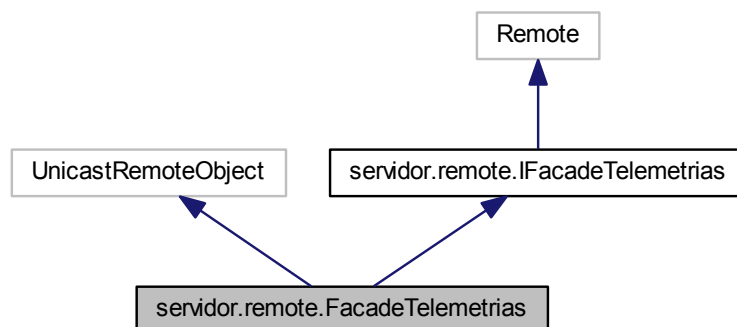 Remote
UnicastRemoteObject
servidor.remote.IFacadeTelemetrias
servidor.remote.FacadeTelemetrias